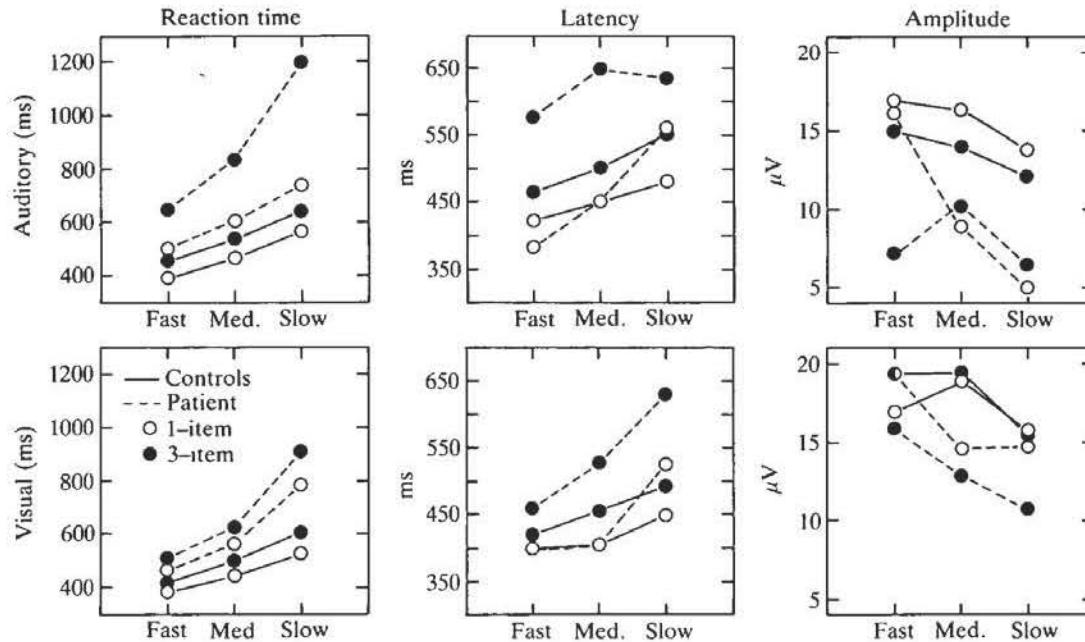 Reaction time
Latency
Amplitude
Auditory (ms)
1200
1000
800
600
400
Fast Med. Slow
ms
650
550
450
350
Fast Med. Slow
μV
20
15
10
5
Fast Med. Slow
Visual (ms)
1200
1000
800
600
400
Controls
Patient
1–item
3–item
Fast Med Slow
ms
650
550
450
350
Fast Med. Slow
μV
20
15
10
5
Fast Med. Slow